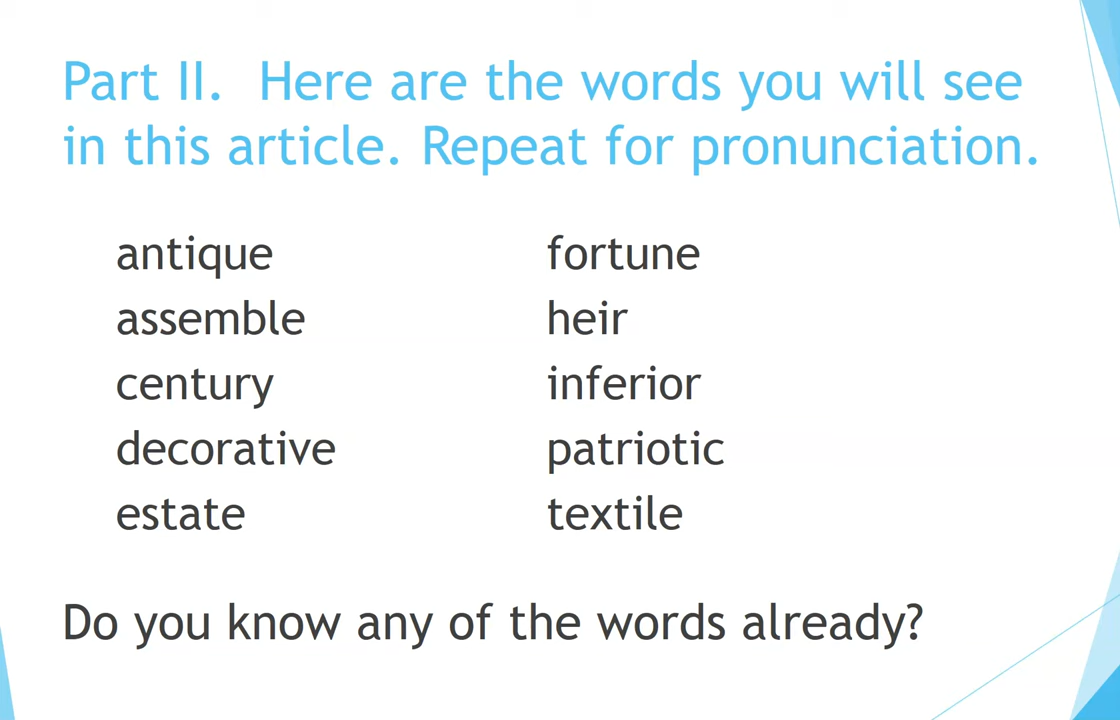 Part II.  Here are the words you will see
in this article. Repeat for pronunciation.
antique
assemble
century
decorative
estate
fortune
heir
inferior
patriotic
textile
Do you know any of the words already?